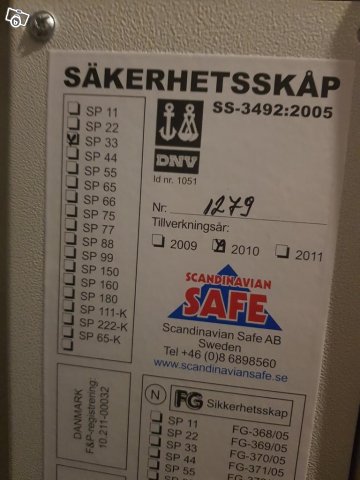 SÄKERHETSSKÅP
SS-3492:2005
SP 11
SP 22
SP 33
SP 44
SP 55
SP 65
SP 66
SP 75
SP 77
SP 88
SP 99
SP 150
SP 160
SP 180
SP 111-K
SP 222-K
SP 65-K
DNV
Id nr. 1051
Nr: 1279
Tillverkningsår:
2009 2010 2011
SCANDINAVIAN
SAFE
Scandinavian Safe AB
Sweden
Tel +46 (0)8 6898560
www.scandinaviansafe.se
DANMARK
F&P-registrering
10.211-00032
N FG Sikkerhetsskap
SP 11 FG-368/05
SP 22 FG-369/05
SP 33 FG-370/05
SP 44 FG-371/05
SP 55